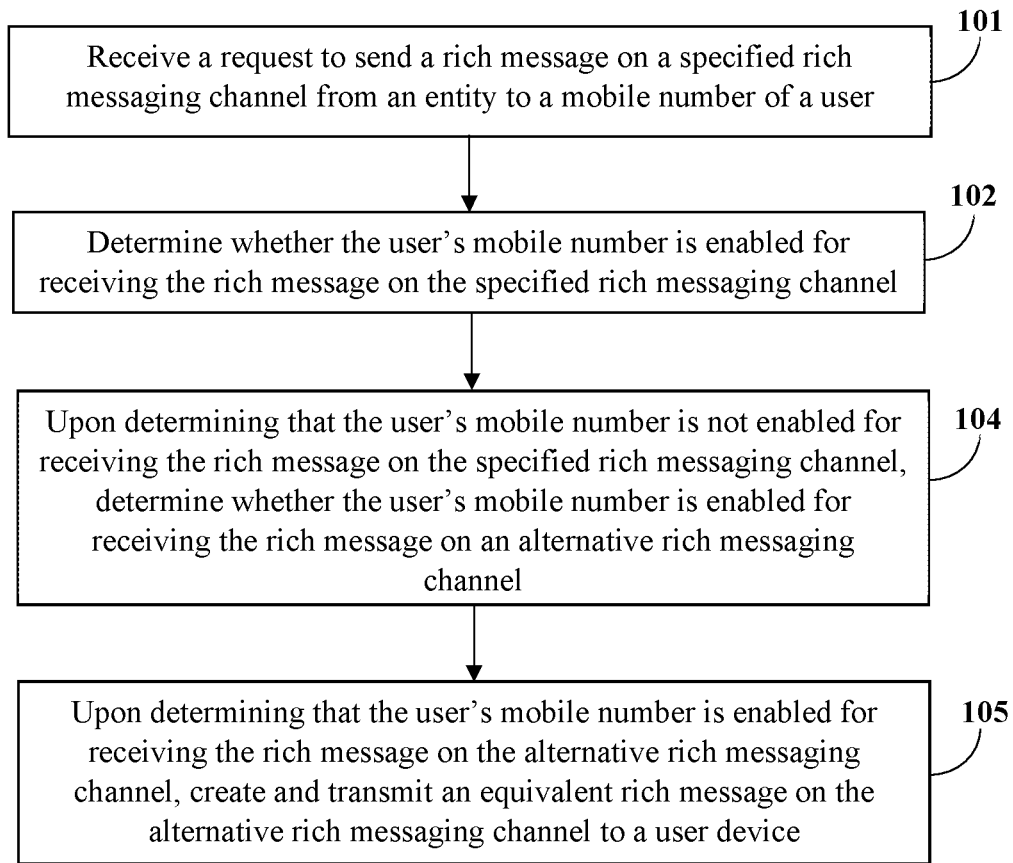 101
Receive a request to send a rich message on a specified rich
messaging channel from an entity to a mobile number of a user
102
Determine whether the user’s mobile number is enabled for
receiving the rich message on the specified rich messaging channel
104
Upon determining that the user’s mobile number is not enabled for
receiving the rich message on the specified rich messaging channel,
determine whether the user’s mobile number is enabled for
receiving the rich message on an alternative rich messaging
channel
105
Upon determining that the user’s mobile number is enabled for
receiving the rich message on the alternative rich messaging
channel, create and transmit an equivalent rich message on the
alternative rich messaging channel to a user device